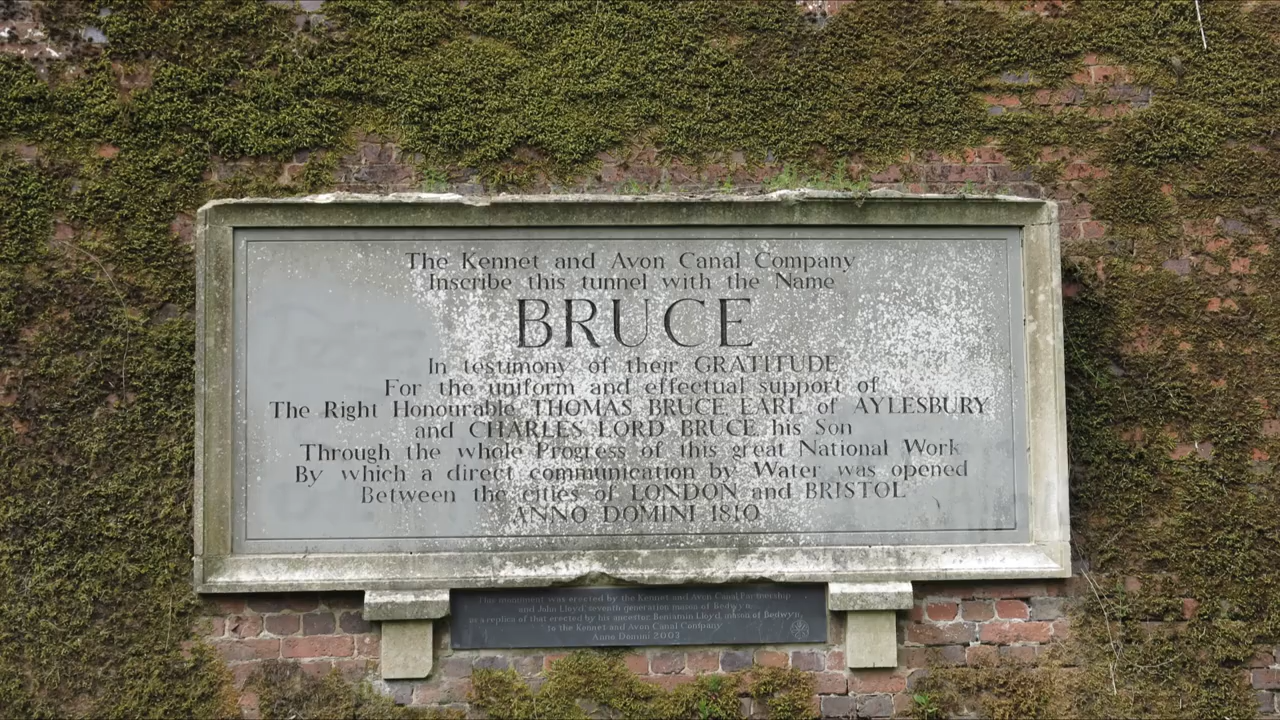 The Kennet and Avon Canal Company
Inscribe this tunnel with the Name
BRUCE
In testimony of their GRATITUDE
For the uniform and effectual support of
The Right Honourable THOMAS BRUCE EARL of AYLESBURY
and CHARLES LORD BRUCE his Son
Through the whole Progress of this great National Work
By which a direct communication by Water was opened
Between the cities of LONDON and BRISTOL
ANNO DOMINI 1810
This monument was erected by the Kennet and Avon Canal Partnership
and John Lloyd, seventh generation mason of Bedwyn,
as a replica of that erected by his ancestor Benjamin Lloyd, mason of Bedwyn,
to the Kennet and Avon Canal Company
Anno Domini 2003